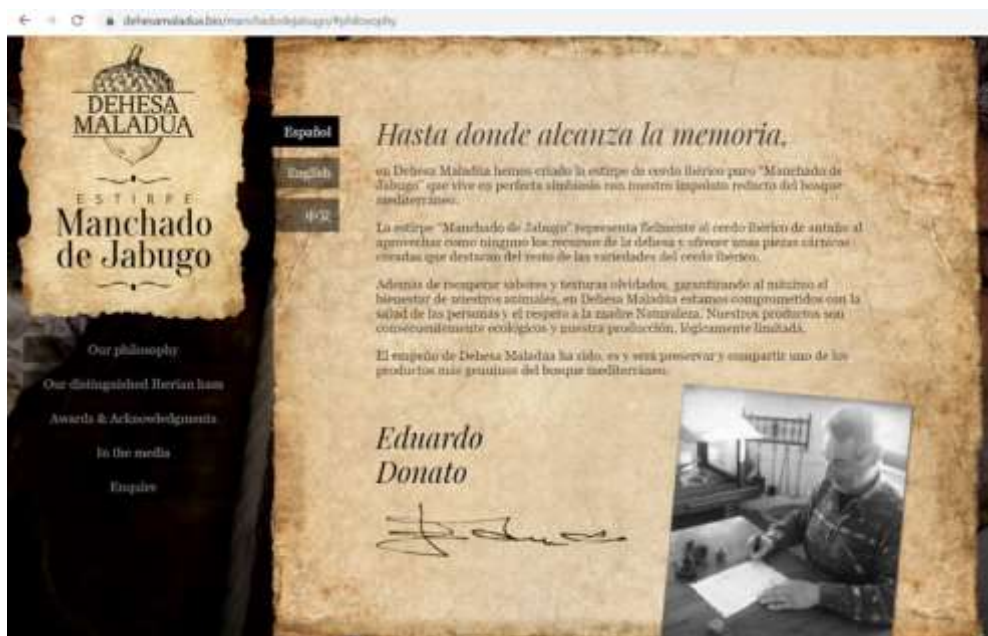 dehesamaladua.bio/manchadodejabugo/#philosophy
DEHESA
MALADUA
ESTIRPE
Manchado
de Jabugo
Our philosophy
Our distinguished Iberian ham
Awards & Acknowledgments
In the media
Enquire
Español
English
中文
Hasta donde alcanza la memoria,
en Dehesa Maladúa hemos criado la estirpe de cerdo ibérico puro "Manchado de
Jabugo" que vive en perfecta simbiosis con nuestro impoluto reducto del bosque
mediterráneo.
La estirpe "Manchado de Jabugo" representa fielmente al cerdo ibérico de antaño al
aprovechar como ninguno los recursos de la dehesa y ofrecer unas piezas cárnicas
curadas que destacan del resto de las variedades del cerdo ibérico.
Además de recuperar sabores y texturas olvidados, garantizando al máximo el
bienestar de nuestros animales, en Dehesa Maladúa estamos comprometidos con la
salud de las personas y el respeto a la madre Naturaleza. Nuestros productos son
consecuentemente ecológicos y nuestra producción, lógicamente limitada.
El empeño de Dehesa Maladúa ha sido, es y será preservar y compartir uno de los
productos más genuinos del bosque mediterráneo.
Eduardo
Donato